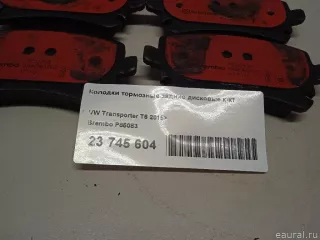 Колодки тормозные задние дисковые К-КТ
VW Transporter T6 2015>
Brembo P85083
23 745 604
eaural.ru